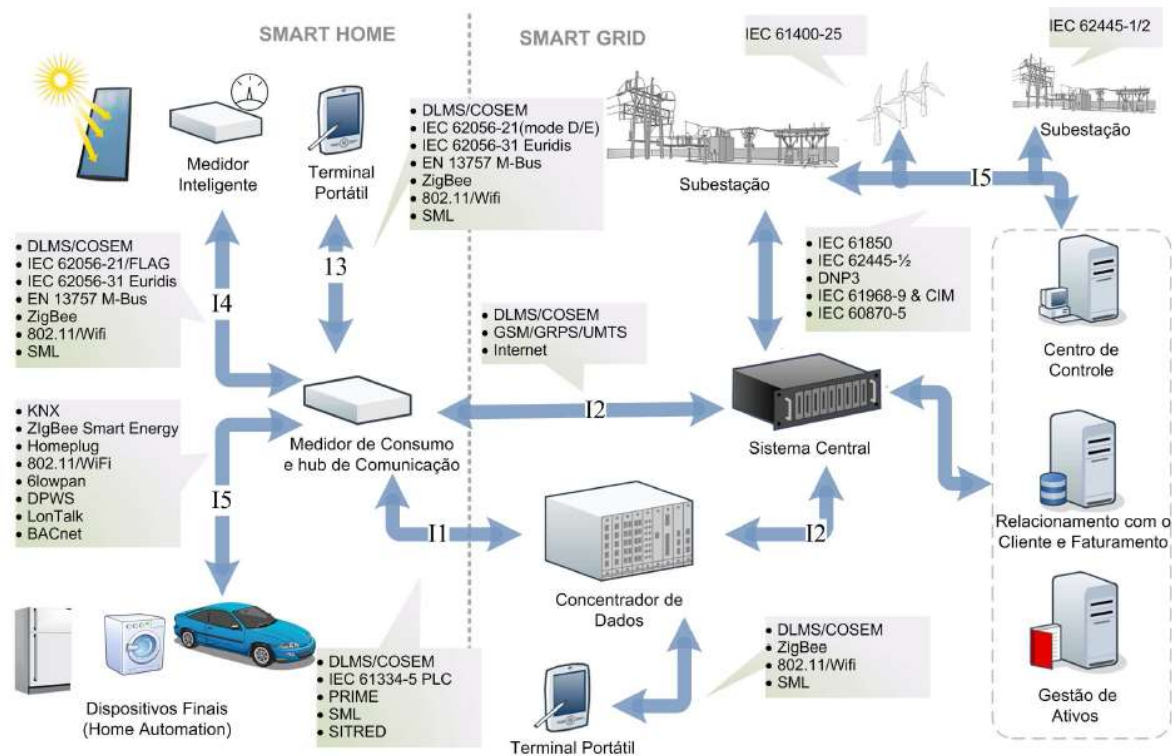 SMART HOME
SMART GRID
IEC 61400-25
IEC 62445-1/2
Medidor
Inteligente
Terminal
Portátil
• DLMS/COSEM
• IEC 62056-21(mode D/E)
• IEC 62056-31 Euridis
• EN 13757 M-Bus
• ZigBee
• 802.11/Wifi
• SML
Subestação
Subestação
I5
• DLMS/COSEM
• IEC 62056-21/FLAG
• IEC 62056-31 Euridis
• EN 13757 M-Bus
• ZigBee
• 802.11/Wifi
• SML
I4
13
• DLMS/COSEM
• GSM/GRPS/UMTS
• Internet
• IEC 61850
• IEC 62445-½
• DNP3
• IEC 61968-9 & CIM
• IEC 60870-5
Centro de
Controle
• KNX
• ZIgBee Smart Energy
• Homeplug
• 802.11/WiFi
• 6lowpan
• DPWS
• LonTalk
• BACnet
I5
Medidor de Consumo
e hub de Comunicação
I2
Sistema Central
I1
I2
Concentrador de
Dados
Relacionamento com o
Cliente e Faturamento
Dispositivos Finais
(Home Automation)
• DLMS/COSEM
• IEC 61334-5 PLC
• PRIME
• SML
• SITRED
Terminal Portátil
• DLMS/COSEM
• ZigBee
• 802.11/Wifi
• SML
Gestão de
Ativos